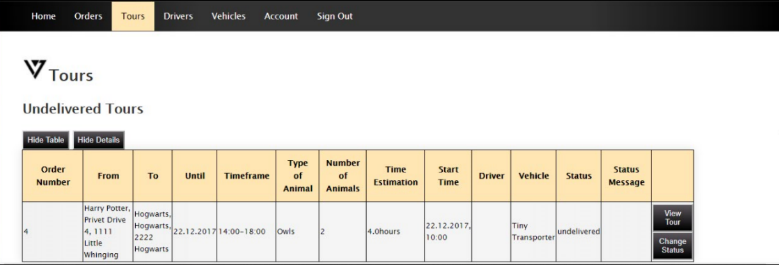 Home Orders Tours Drivers Vehicles Account Sign Out
Tours
Undelivered Tours
Hide Table Hide Details
Order Number From To Until Timeframe Type of Animal Number of Animals Time Estimation Start Time Driver Vehicle Status Status Message
4 Harry Potter, Privet Drive 4, 1111 Little Whinging Hogwarts, Hogwarts, 2222 Hogwarts 22.12.2017 14:00-18:00 Owls 2 4.0hours 22.12.2017, 10:00 Tiny Transporter undelivered View Tour
Change Status